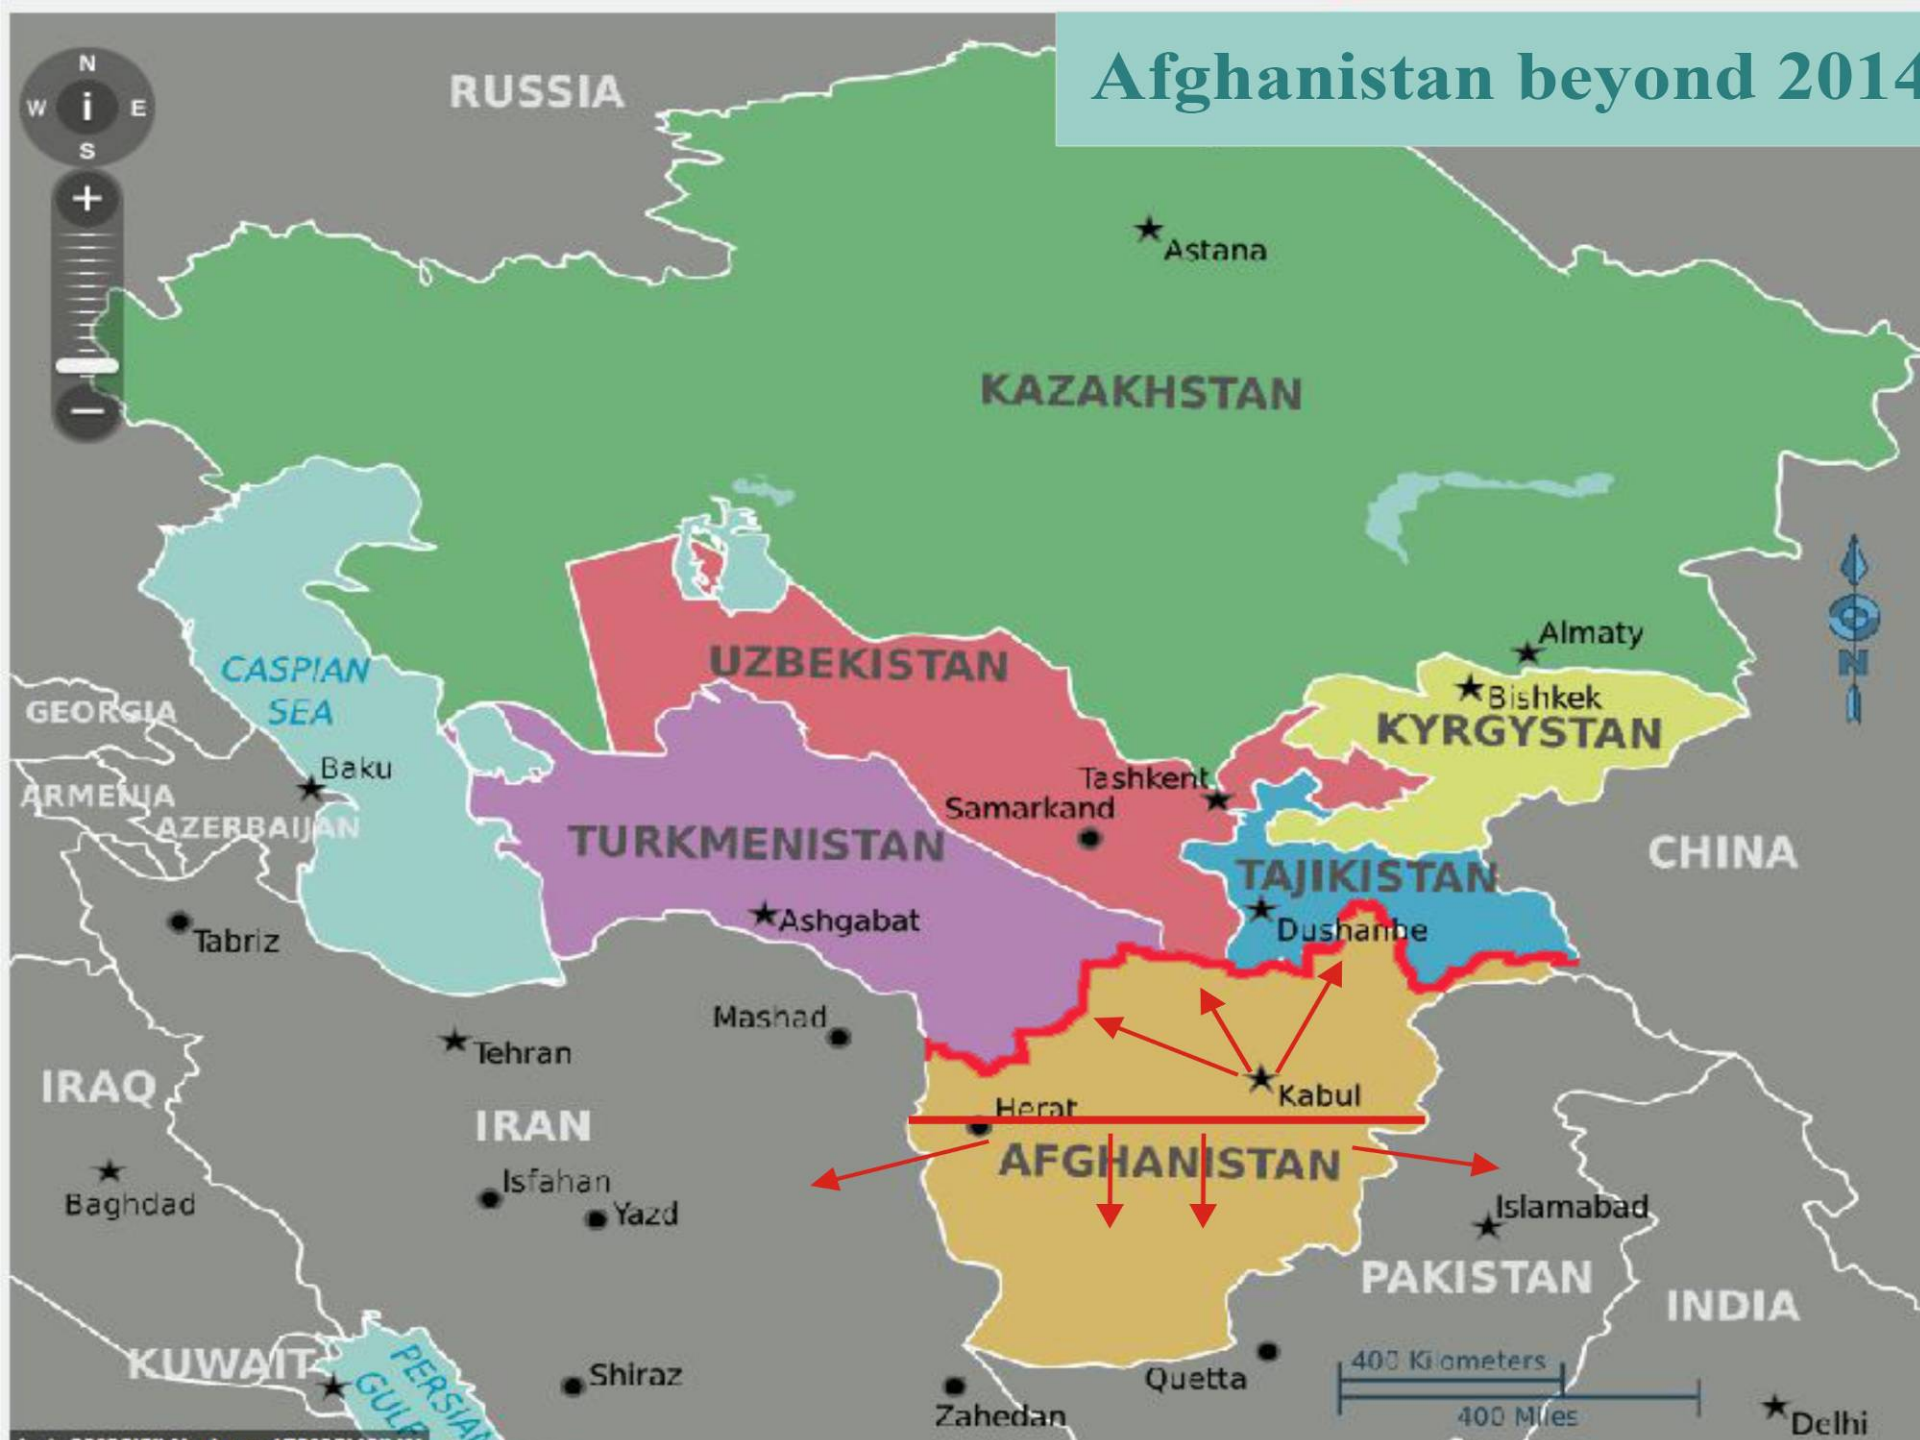 Afghanistan beyond 2014
N
W i E
S
RUSSIA
+
Astana
KAZAKHSTAN
−
Almaty
UZBEKISTAN
CASPIAN
SEA
N
Bishkek
GEORGIA
KYRGYSTAN
Baku
Tashkent
ARMENIA
Samarkand
AZERBAIJAN
TURKMENISTAN
CHINA
TAJIKISTAN
Ashgabat
Dushanbe
Tabriz
Mashad
Tehran
IRAQ
Kabul
Herat
IRAN
AFGHANISTAN
Isfahan
Baghdad
Yazd
Islamabad
PAKISTAN
INDIA
KUWAIT
PERSIAN
GULF
Shiraz
Quetta
400 Kilometers
Zahedan
400 Miles
Delhi